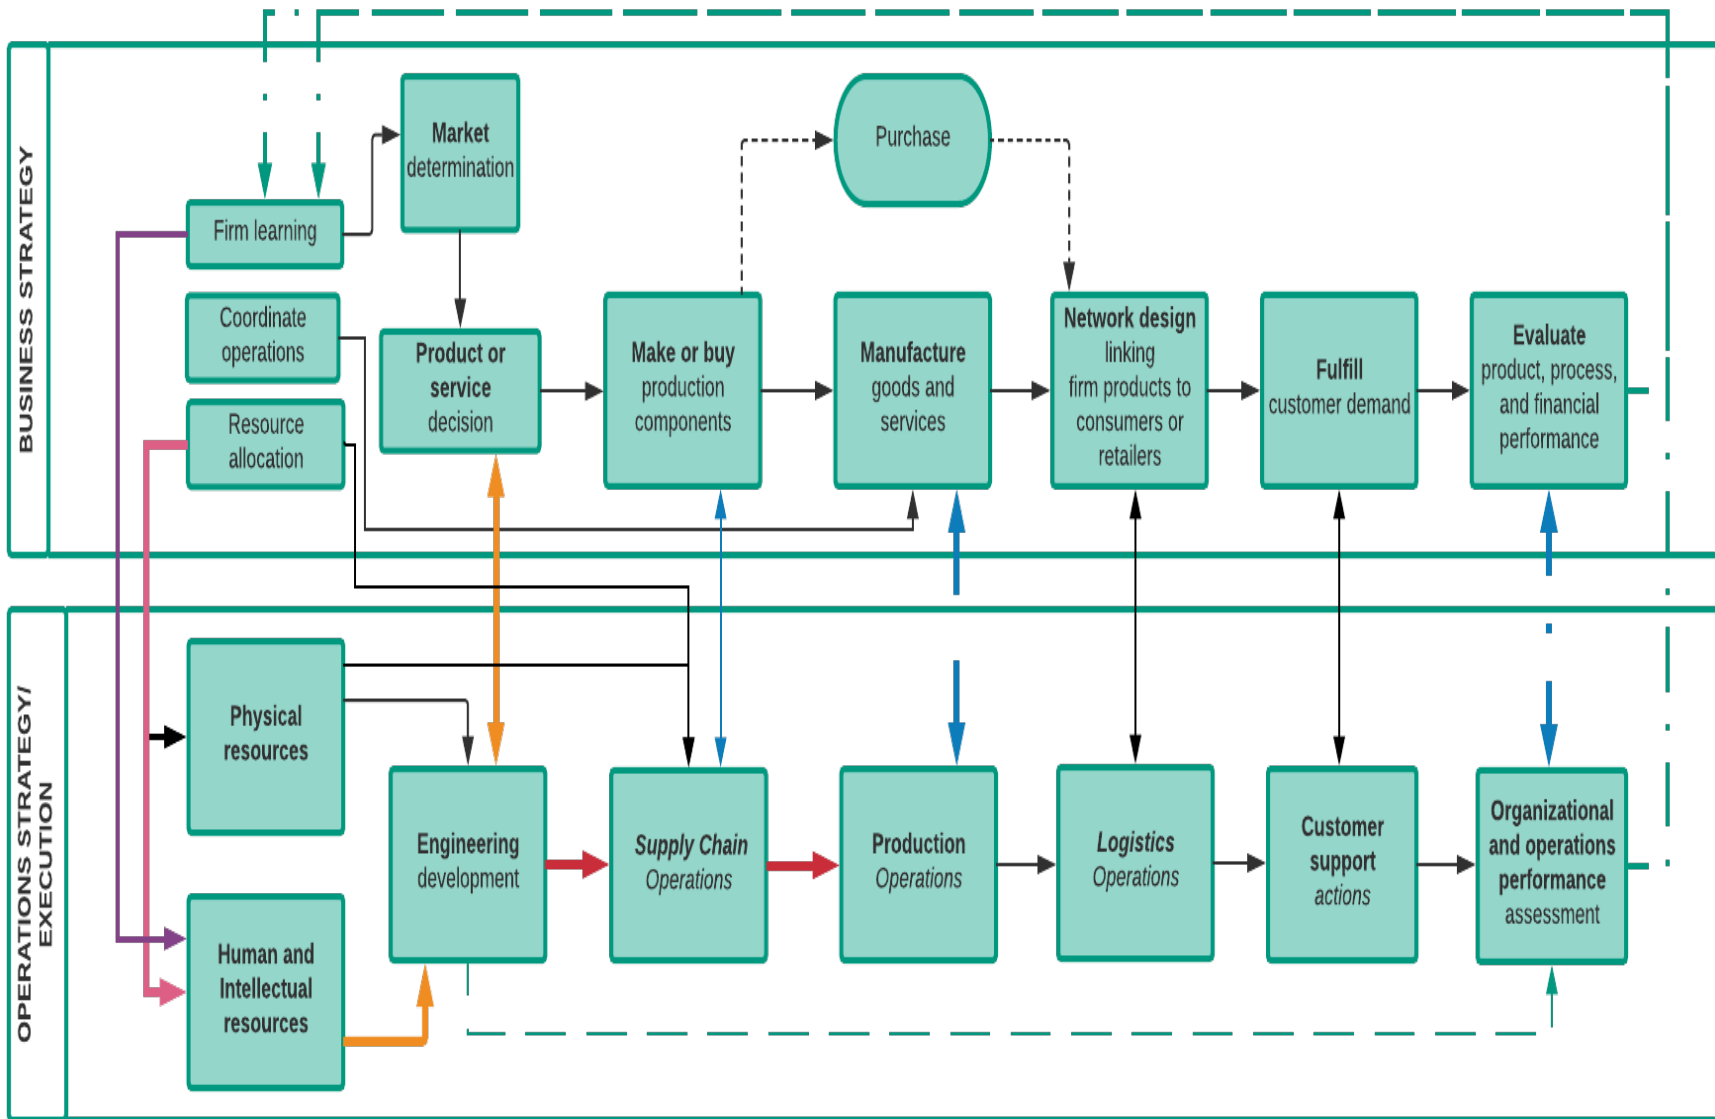 BUSINESS STRATEGY
Firm learning
Coordinate
operations
Resource
allocation
Market
determination
Product or
service
decision
Make or buy
production
components
Purchase
Manufacture
goods and
services
Network design
linking
firm products to
consumers or
retailers
Fulfill
customer demand
Evaluate
product, process,
and financial
performance
OPERATIONS STRATEGY/
EXECUTION
Physical
resources
Human and
Intellectual
resources
Engineering
development
Supply Chain
Operations
Production
Operations
Logistics
Operations
Customer
support
actions
Organizational
and operations
performance
assessment